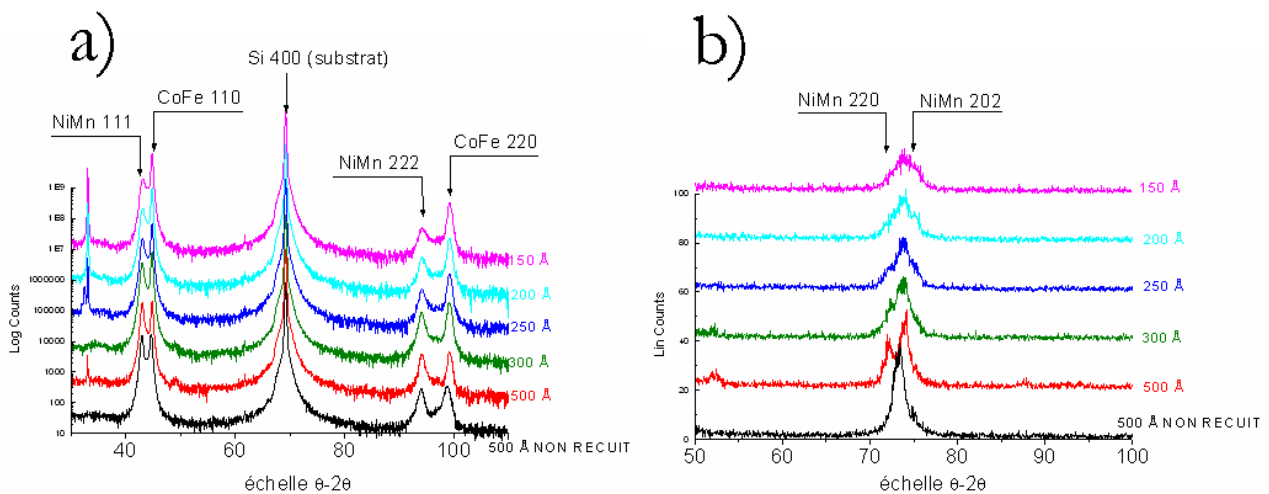 a)
Si 400 (substrat)
CoFe 110
NiMn 111
NiMn 222
CoFe 220
1E9
1E8
1E7
1000000
100000
10000
1000
100
10
Log Counts
150 Å
200 Å
250 Å
300 Å
500 Å
500 Å NON RECUIT
40 60 80 100
échelle θ-2θ
b)
NiMn 220 NiMn 202
100
80
60
40
20
0
Lin Counts
150 Å
200 Å
250 Å
300 Å
500 Å
500 Å NON RECUIT
50 60 70 80 90 100
échelle θ-2θ